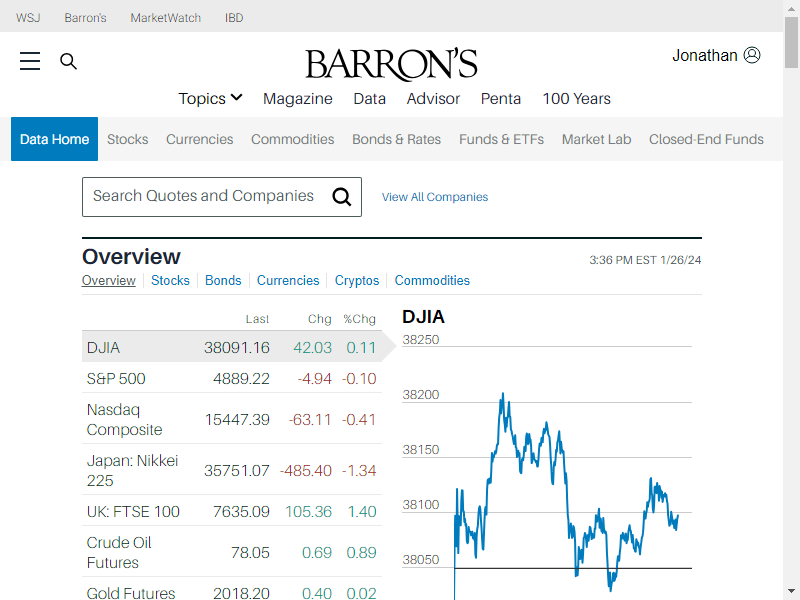 WSJ Barron's MarketWatch IBD
BARRON'S
Jonathan
Topics Magazine Data Advisor Penta 100 Years
Data Home Stocks Currencies Commodities Bonds & Rates Funds & ETFs Market Lab Closed-End Funds
Search Quotes and Companies
View All Companies
Overview
3:36 PM EST 1/26/24
Overview Stocks Bonds Currencies Cryptos Commodities
Last Chg %Chg
DJIA 38091.16 42.03 0.11
S&P 500 4889.22 -4.94 -0.10
Nasdaq
Composite 15447.39 -63.11 -0.41
Japan: Nikkei
225 35751.07 -485.40 -1.34
UK: FTSE 100 7635.09 105.36 1.40
Crude Oil
Futures 78.05 0.69 0.89
Gold Futures 2018.20 0.40 0.02
DJIA
38250
38200
38150
38100
38050